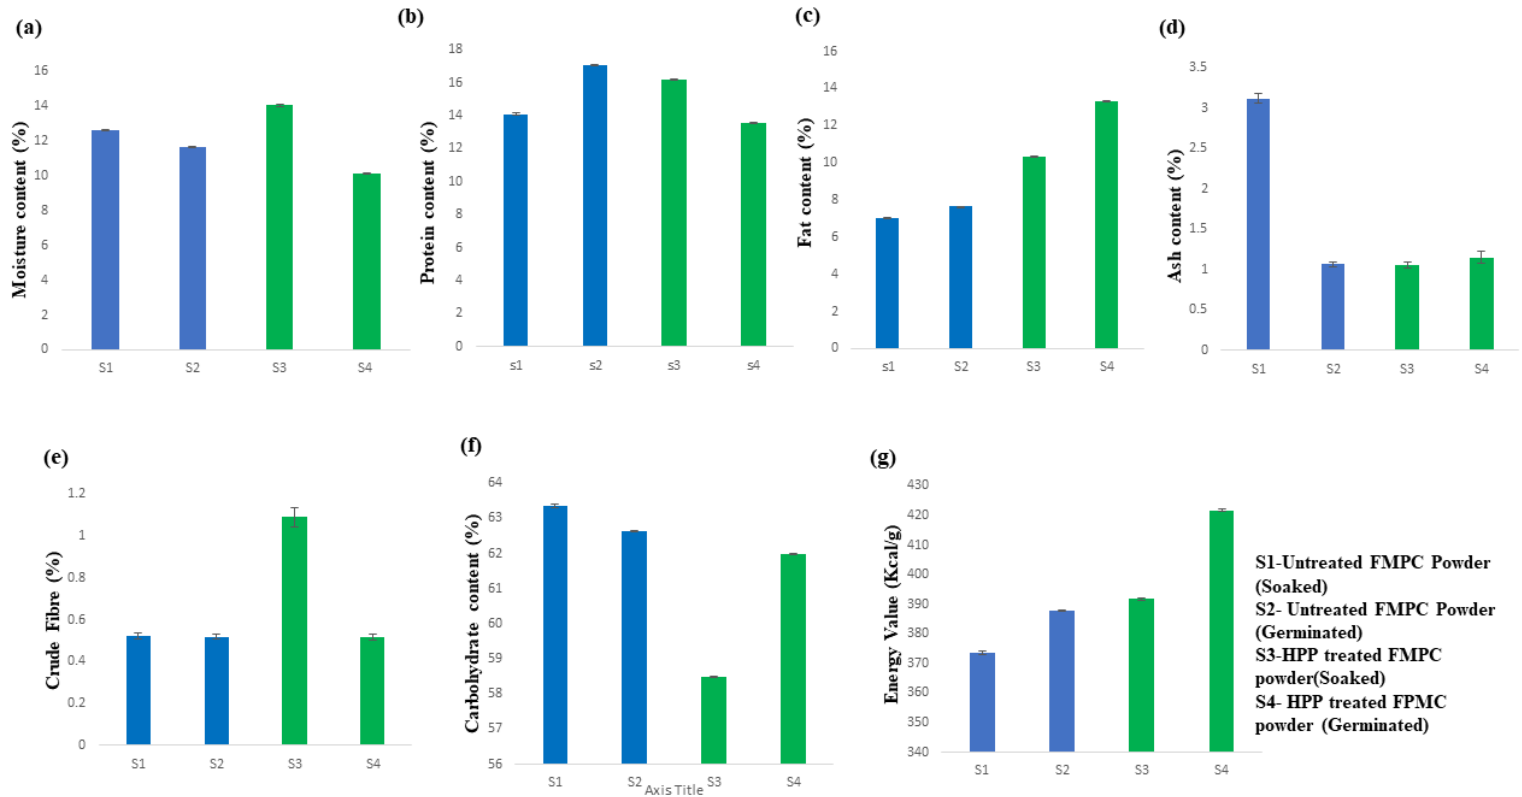 (a)
Moisture content (%)
16
14
12
10
8
6
4
2
0
S1 S2 S3 S4
(b)
Protein content (%)
18
16
14
12
10
8
6
4
2
0
s1 s2 s3 s4
(c)
Fat content (%)
16
14
12
10
8
6
4
2
0
s1 S2 S3 S4
(d)
Ash content (%)
3.5
3
2.5
2
1.5
1
0.5
0
S1 S2 S3 S4
(e)
Crude Fibre (%)
1.2
1
0.8
0.6
0.4
0.2
0
S1 S2 S3 S4
(f)
Carbohydrate content (%)
64
63
62
61
60
59
58
57
56
S1 S2 S3 S4
Axis Title
(g)
Energy Value (Kcal/g)
430
420
410
400
390
380
370
360
350
340
S1 S2 S3 S4
S1-Untreated FMPC Powder
(Soaked)
S2- Untreated FMPC Powder
(Germinated)
S3-HPP treated FMPC
powder(Soaked)
S4- HPP treated FPMC
powder (Germinated)